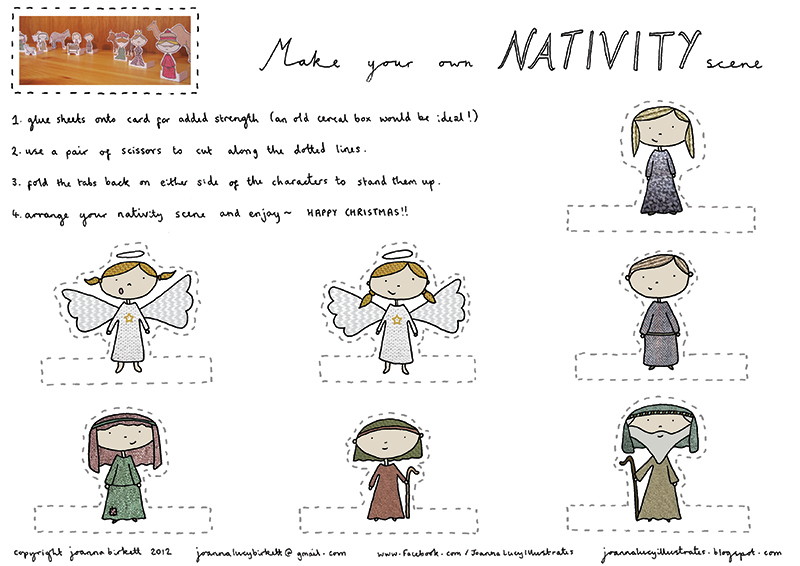 Make your own NATIVITY scene
1. glue sheets onto card for added strength (an old cereal box would be ideal!)
2. use a pair of scissors to cut along the dotted lines.
3. fold the tabs back on either side of the characters to stand them up.
4. arrange your nativity scene and enjoy~ HAPPY CHRISTMAS!!
copyright joanna birkett 2012 joannalucybirkett@gmail.com www.facebook.com/JoannaLucyIllustrates joannalucyillustrates.blogspot.com